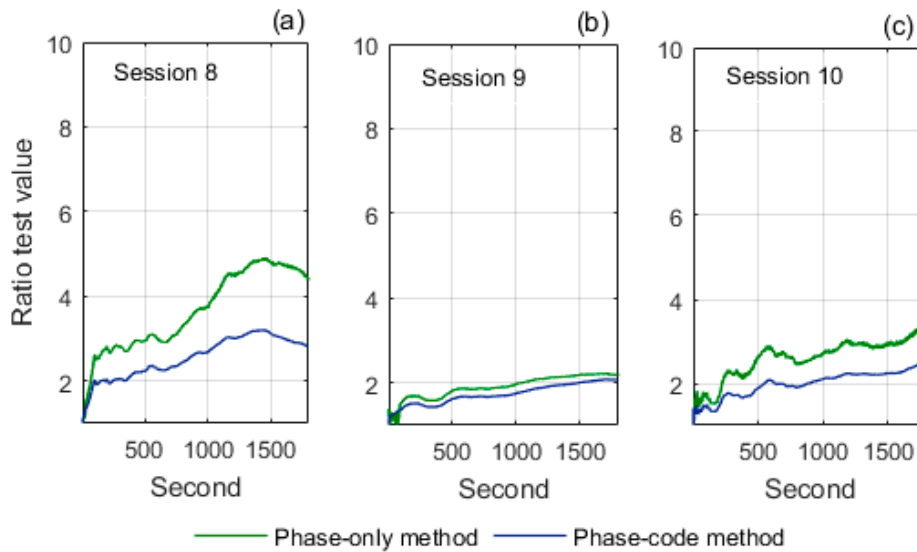 (a)
(b)
(c)
Session 8
Session 9
Session 10
Ratio test value
10
8
6
4
2
500 1000 1500
Second
10
8
6
4
2
500 1000 1500
Second
10
8
6
4
2
500 1000 1500
Second
Phase-only method
Phase-code method